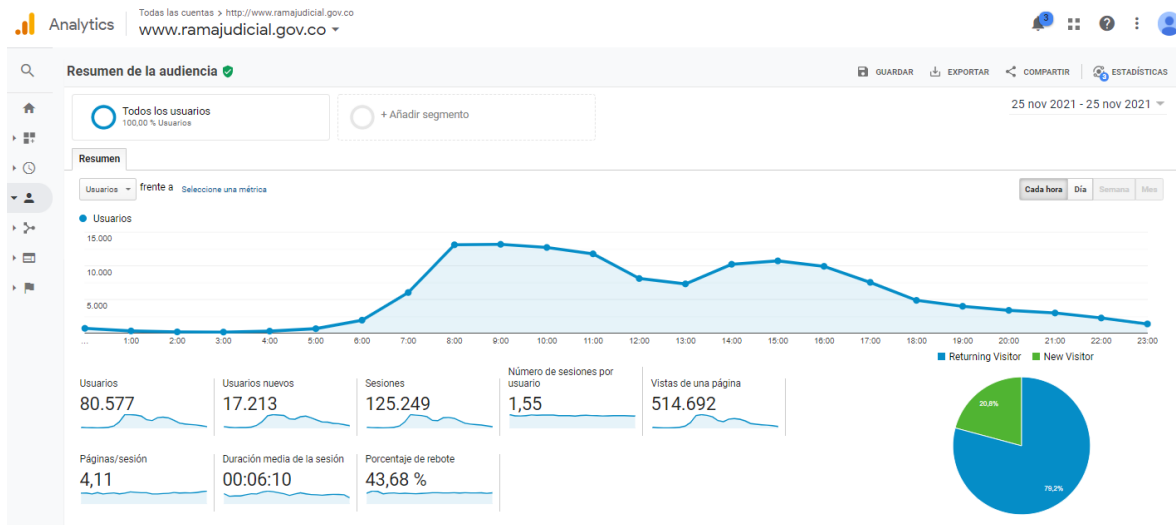 Analytics
Todas las cuentas > http://www.ramajudicial.gov.co
www.ramajudicial.gov.co
3
Resumen de la audiencia
GUARDAR
EXPORTAR
COMPARTIR
3
ESTADÍSTICAS
Todos los usuarios
100,00 % Usuarios
+ Añadir segmento
25 nov 2021 - 25 nov 2021
Resumen
Usuarios
frente a
Seleccione una métrica
Cada hora
Día
Semana
Mes
Usuarios
15.000
10.000
5.000
... 1:00 2:00 3:00 4:00 5:00 6:00 7:00 8:00 9:00 10:00 11:00 12:00 13:00 14:00 15:00 16:00 17:00 18:00 19:00 20:00 21:00 22:00 23:00
Returning Visitor
New Visitor
Usuarios
80.577
Usuarios nuevos
17.213
Sesiones
125.249
Número de sesiones por
usuario
1,55
Vistas de una página
514.692
Páginas/sesión
4,11
Duración media de la sesión
00:06:10
Porcentaje de rebote
43,68 %
20,8%
79,2%